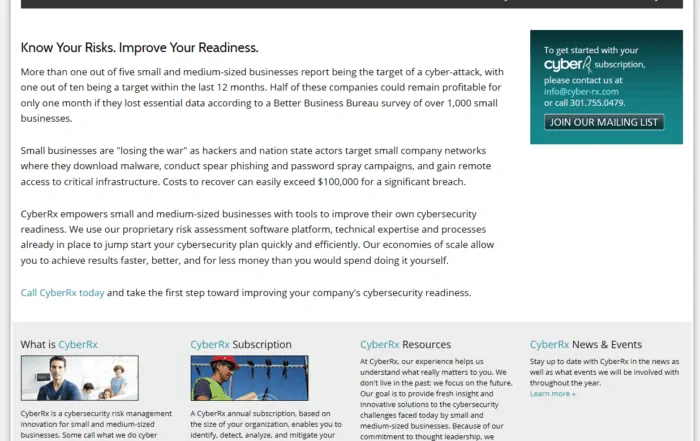 Know Your Risks. Improve Your Readiness.
More than one out of five small and medium-sized businesses report being the target of a cyber-attack, with
one out of ten being a target within the last 12 months. Half of these companies could remain profitable for
only one month if they lost essential data according to a Better Business Bureau survey of over 1,000 small
businesses.
Small businesses are "losing the war" as hackers and nation state actors target small company networks
where they download malware, conduct spear phishing and password spray campaigns, and gain remote
access to critical infrastructure. Costs to recover can easily exceed $100,000 for a significant breach.
CyberRx empowers small and medium-sized businesses with tools to improve their own cybersecurity
readiness. We use our proprietary risk assessment software platform, technical expertise and processes
already in place to jump start your cybersecurity plan quickly and efficiently. Our economies of scale allow
you to achieve results faster, better, and for less money than you would spend doing it yourself.
Call CyberRx today and take the first step toward improving your company's cybersecurity readiness.
To get started with your
cyberRx subscription,
please contact us at
info@cyber-rx.com
or call 301.755.0479.
JOIN OUR MAILING LIST
What is CyberRx
CyberRx is a cybersecurity risk management
innovation for small and medium-sized
businesses. Some call what we do cyber
CyberRx Subscription
A CyberRx annual subscription, based on
the size of your organization, enables you to
identify, detect, analyze, and mitigate your
CyberRx Resources
At CyberRx, our experience helps us
understand what really matters to you. We
don't live in the past; we focus on the future.
Our goal is to provide fresh insight and
innovative solutions to the cybersecurity
challenges faced today by small and
medium-sized businesses. Because of our
commitment to thought leadership, we
CyberRx News & Events
Stay up to date with CyberRx in the news as
well as what events we will be involved with
throughout the year.
Learn more »